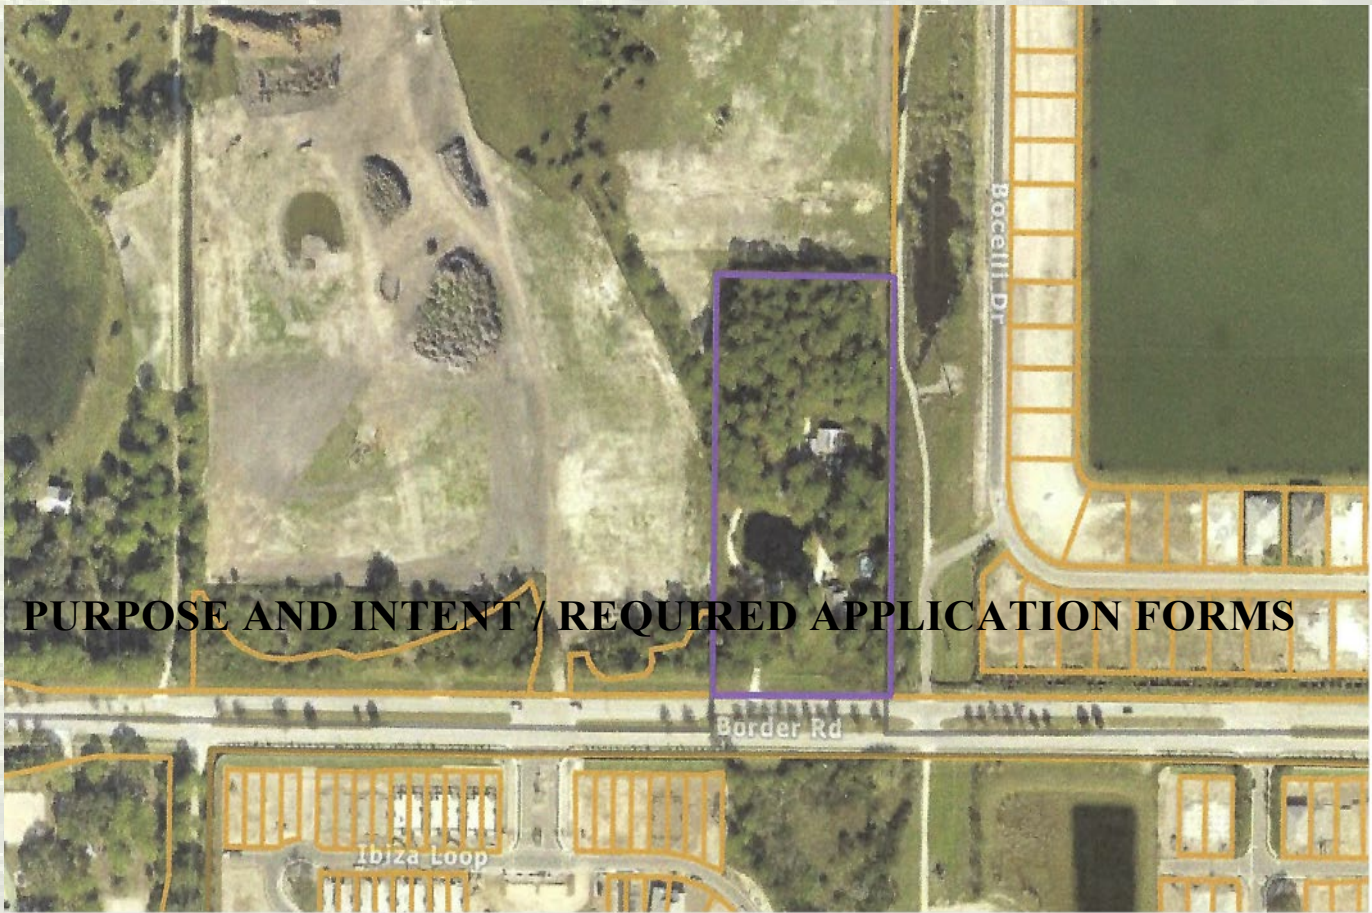 Bocelli Dr
PURPOSE AND INTENT / REQUIRED APPLICATION FORMS
Border Rd
Ibiza Loop